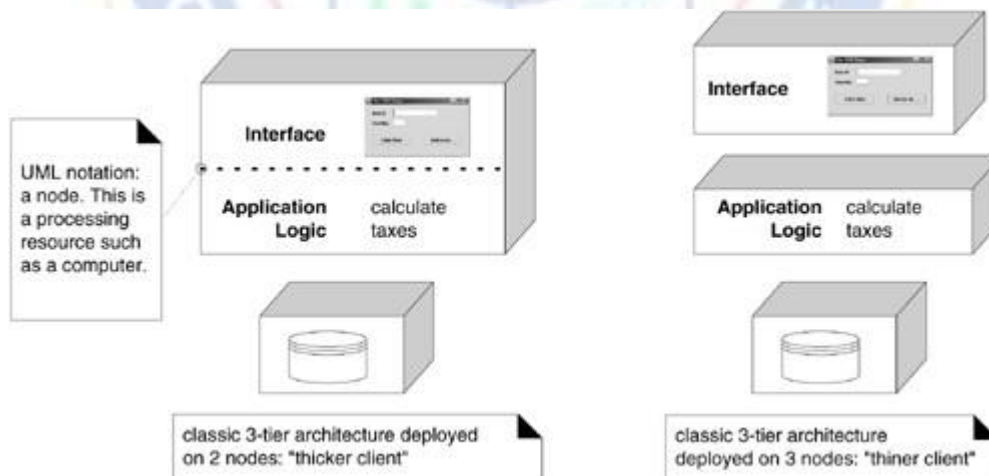 Interface
Application calculate
Logic taxes
UML notation:
a node. This is
a processing
resource such
as a computer.
classic 3-tier architecture deployed
on 2 nodes: "thicker client"
Interface
Application calculate
Logic taxes
classic 3-tier architecture
deployed on 3 nodes: "thiner client"